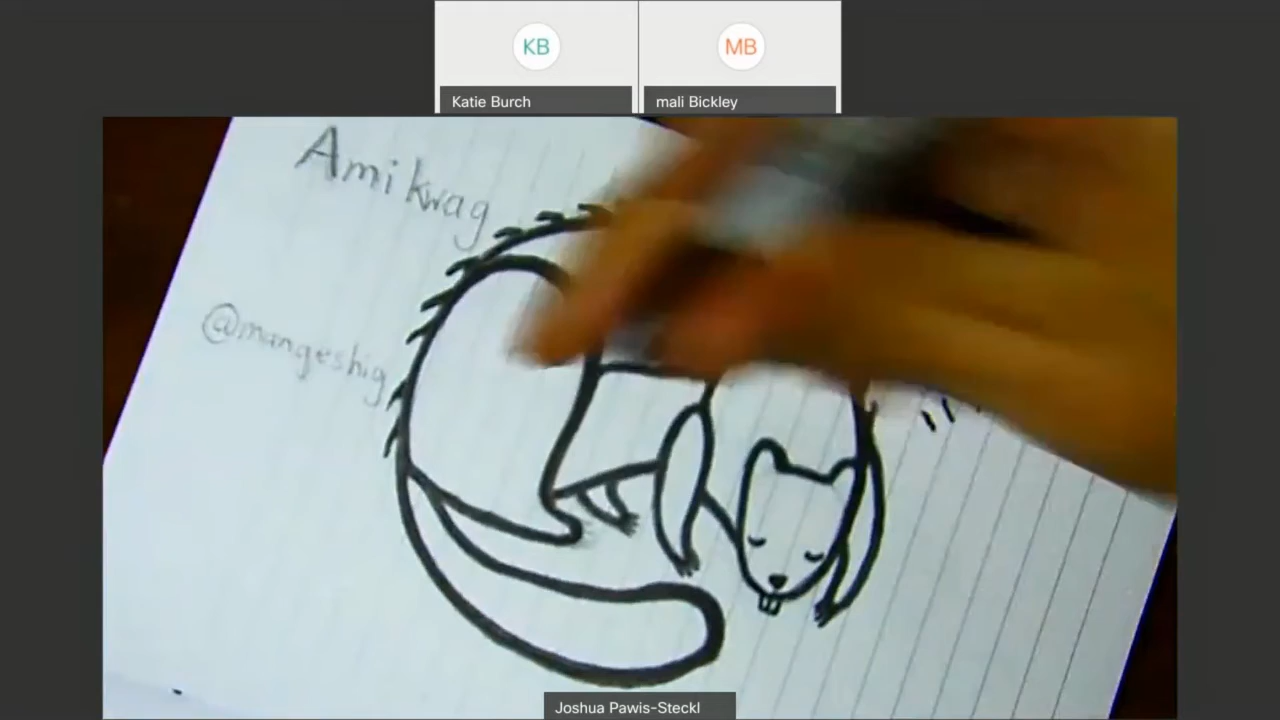 KB
MB
Katie Burch
mali Bickley
Amikwag
@mangeshig
Joshua Pawis-Steckl